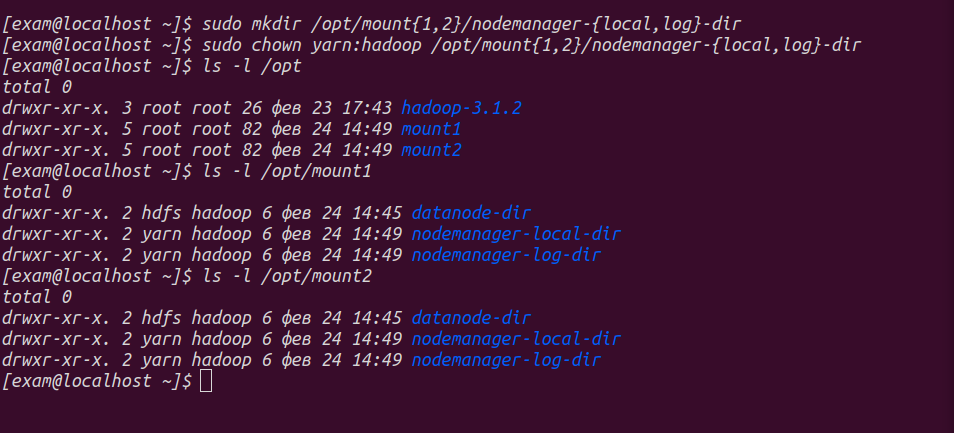 [exam@localhost ~]$ sudo mkdir /opt/mount{1,2}/nodemanager-{local,log}-dir
[exam@localhost ~]$ sudo chown yarn:hadoop /opt/mount{1,2}/nodemanager-{local,log}-dir
[exam@localhost ~]$ ls -l /opt
total 0
drwxr-xr-x. 3 root root 26 фев 23 17:43 hadoop-3.1.2
drwxr-xr-x. 5 root root 82 фев 24 14:49 mount1
drwxr-xr-x. 5 root root 82 фев 24 14:49 mount2
[exam@localhost ~]$ ls -l /opt/mount1
total 0
drwxr-xr-x. 2 hdfs hadoop 6 фев 24 14:45 datanode-dir
drwxr-xr-x. 2 yarn hadoop 6 фев 24 14:49 nodemanager-local-dir
drwxr-xr-x. 2 yarn hadoop 6 фев 24 14:49 nodemanager-log-dir
[exam@localhost ~]$ ls -l /opt/mount2
total 0
drwxr-xr-x. 2 hdfs hadoop 6 фев 24 14:45 datanode-dir
drwxr-xr-x. 2 yarn hadoop 6 фев 24 14:49 nodemanager-local-dir
drwxr-xr-x. 2 yarn hadoop 6 фев 24 14:49 nodemanager-log-dir
[exam@localhost ~]$